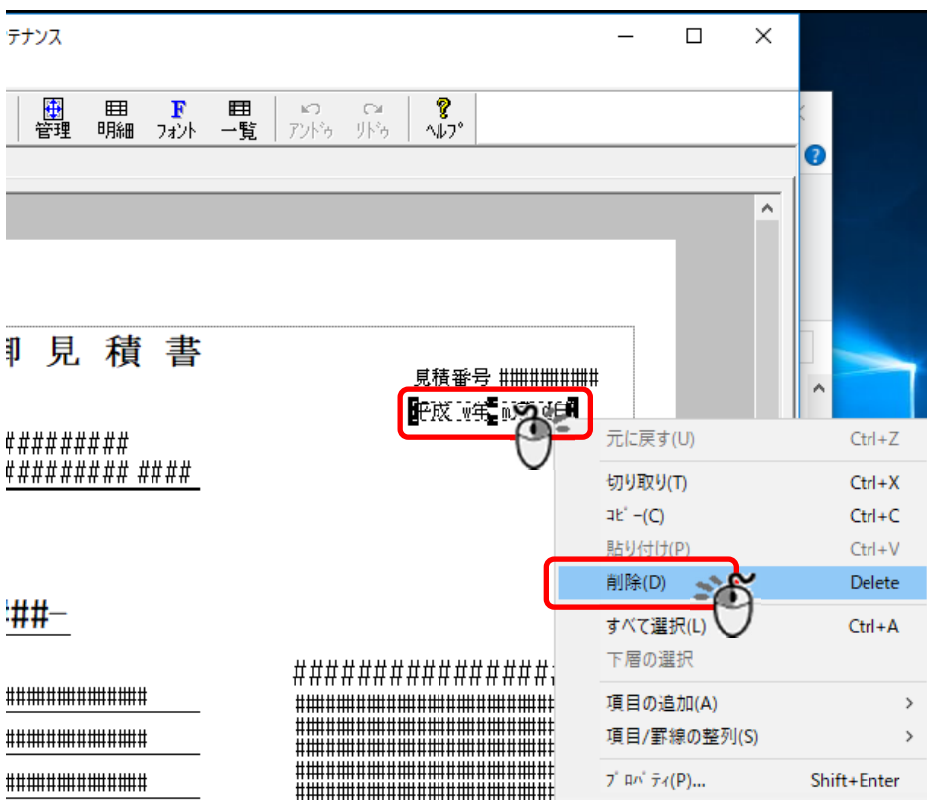 テナンス
管理 明細 フォント 一覧 アンドゥ リドゥ ヘルプ
見 積 書
見積番号 ###########
平成 w年
#########
######### ####
元に戻す(U) Ctrl+Z
切り取り(T) Ctrl+X
コピー(C) Ctrl+C
貼り付け(P) Ctrl+V
削除(D) Delete
すべて選択(L) Ctrl+A
下層の選択
項目の追加(A) >
項目/罫線の整列(S) >
プロパティ(P)... Shift+Enter